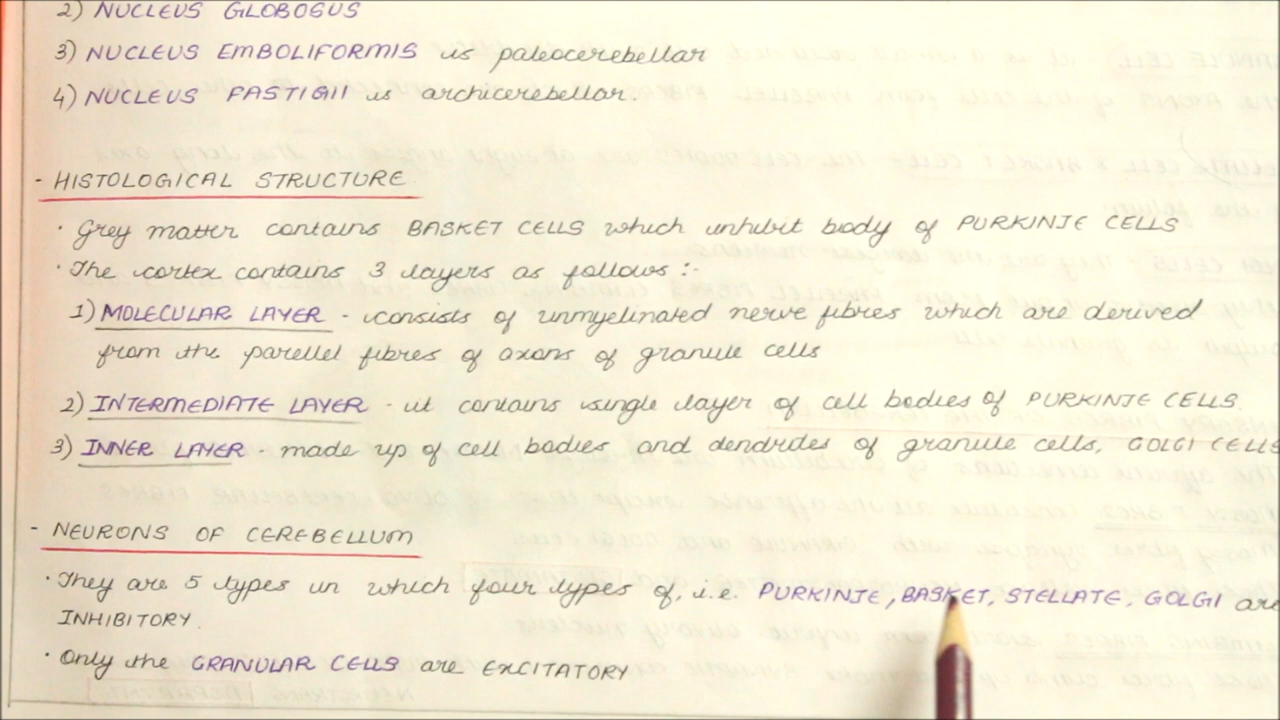 2) NUCLEUS GLOBOSUS
3) NUCLEUS EMBOLIFORMIS is paleocerebellar
4) NUCLEUS FASTIGII is archicerebellar.
- HISTOLOGICAL STRUCTURE
· Grey matter contains BASKET CELLS which inhibit body of PURKINJE CELLS
· The cortex contains 3 layers as follows :-
1) MOLECULAR LAYER - consists of unmyelinated nerve fibres which are derived
from the parellel fibres of axons of granule cells
2) INTERMEDIATE LAYER - it contains single layer of cell bodies of PURKINJE CELLS.
3) INNER LAYER - made up of cell bodies and dendrides of granule cells, GOLGI CELLS
- NEURONS OF CEREBELLUM
· They are 5 types in which four types of, i.e. PURKINJE, BASKET, STELLATE, GOLGI are
INHIBITORY.
· Only the GRANULAR CELLS are EXCITATORY